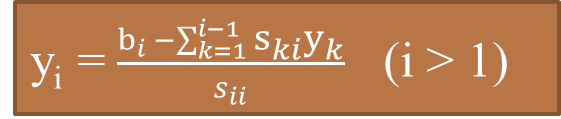 yᵢ = (bᵢ − ∑ₖ₌₁ⁱ⁻¹ sₖᵢyₖ) / sᵢᵢ (i > 1)